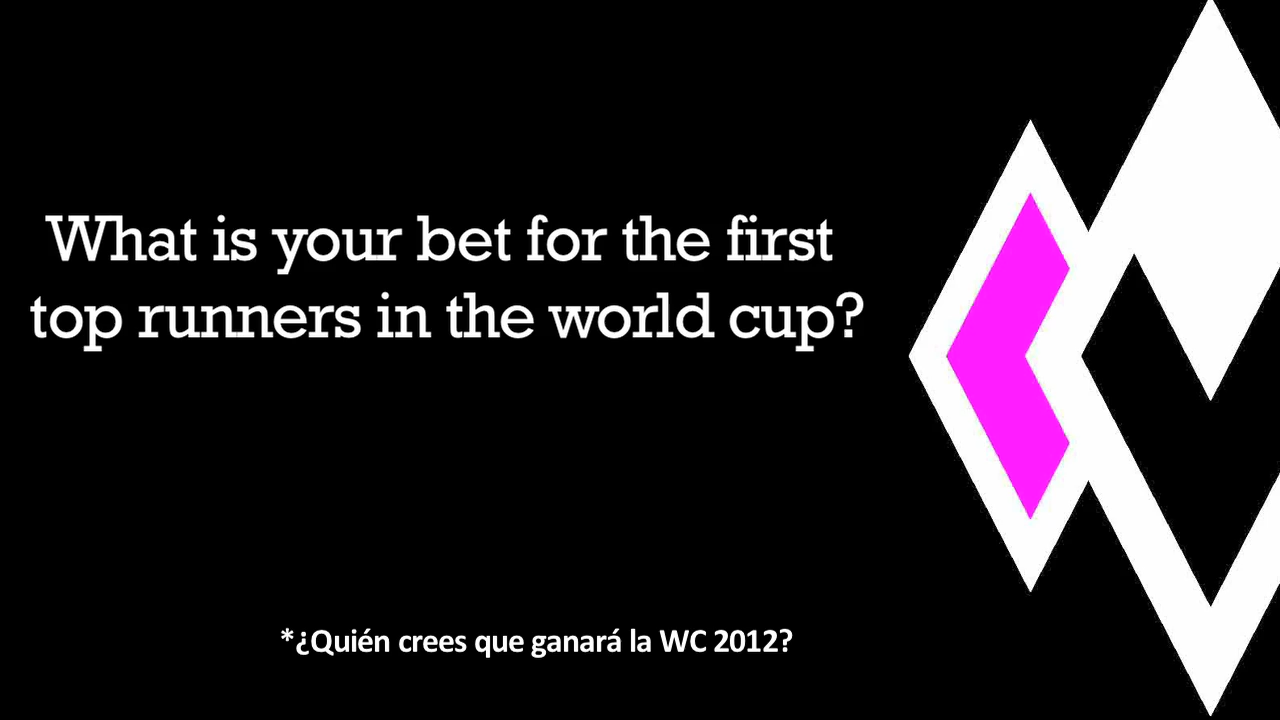 What is your bet for the first
top runners in the world cup?
*¿Quién crees que ganará la WC 2012?